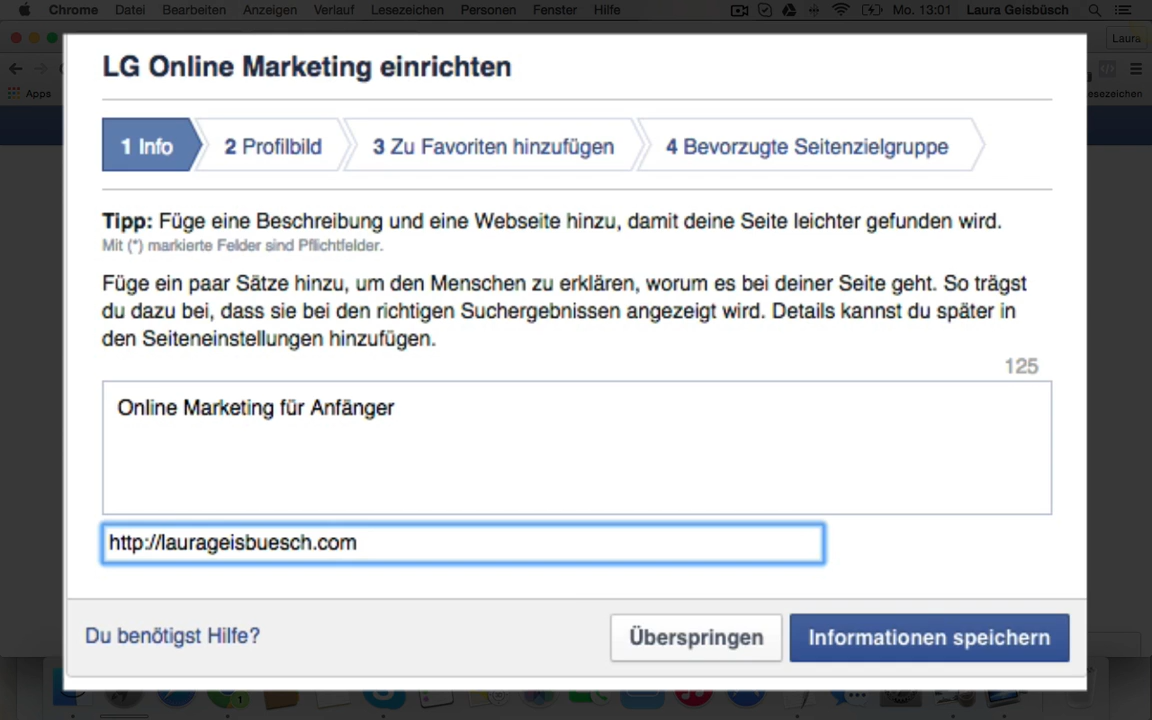 Chrome Datei Bearbeiten Anzeigen Verlauf Lesezeichen Personen Fenster Hilfe Mo. 13:01 Laura Geisbüsch
Laura
Apps
esezeichen
LG Online Marketing einrichten
1 Info 2 Profilbild 3 Zu Favoriten hinzufügen 4 Bevorzugte Seitenzielgruppe
Tipp: Füge eine Beschreibung und eine Webseite hinzu, damit deine Seite leichter gefunden wird.
Mit (*) markierte Felder sind Pflichtfelder.
Füge ein paar Sätze hinzu, um den Menschen zu erklären, worum es bei deiner Seite geht. So trägst
du dazu bei, dass sie bei den richtigen Suchergebnissen angezeigt wird. Details kannst du später in
den Seiteneinstellungen hinzufügen.
125
Online Marketing für Anfänger
http://laurageisbuesch.com
Du benötigst Hilfe? Überspringen Informationen speichern